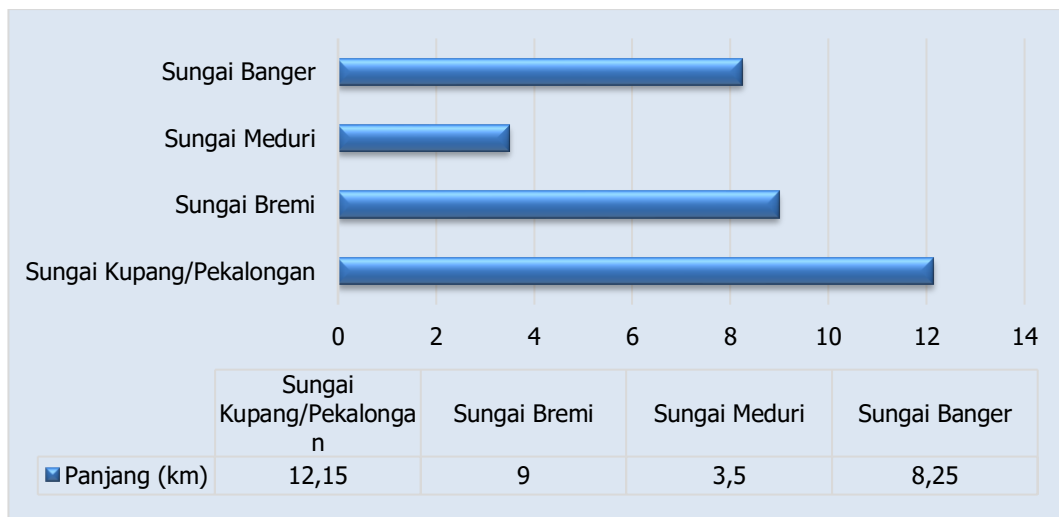 Sungai Banger
Sungai Meduri
Sungai Bremi
Sungai Kupang/Pekalongan
0 2 4 6 8 10 12 14
Sungai
Kupang/Pekalonga
n
Sungai Bremi
Sungai Meduri
Sungai Banger
Panjang (km) 12,15 9 3,5 8,25